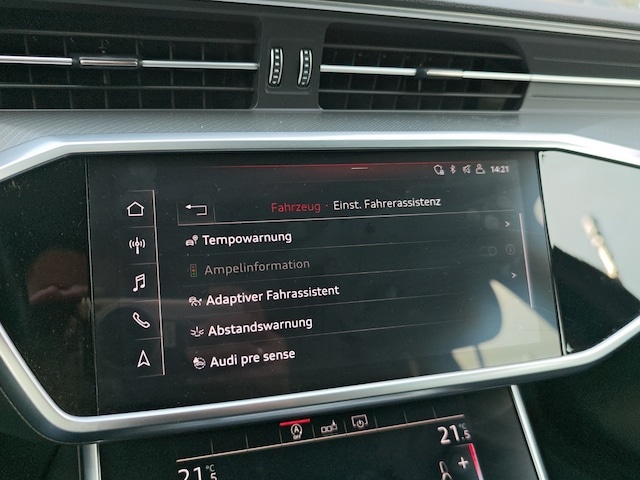 14:21
Fahrzeug · Einst. Fahrerassistenz
Tempowarnung
Ampelinformation
Adaptiver Fahrassistent
Abstandswarnung
Audi pre sense
21.5 °C
21.5 °C